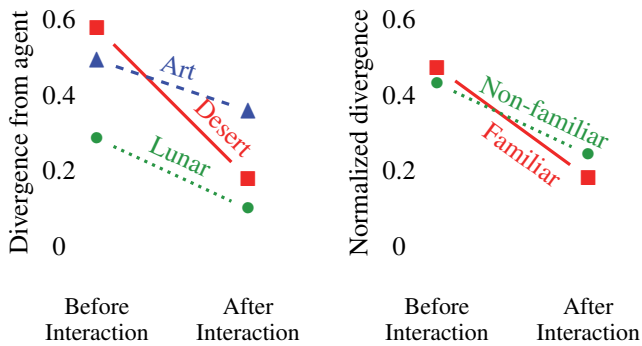 Divergence from agent
0.6
0.4
0.2
0
Art
Desert
Lunar
Before
Interaction
After
Interaction
Normalized divergence
0.6
0.4
0.2
0
Non-familiar
Familiar
Before
Interaction
After
Interaction